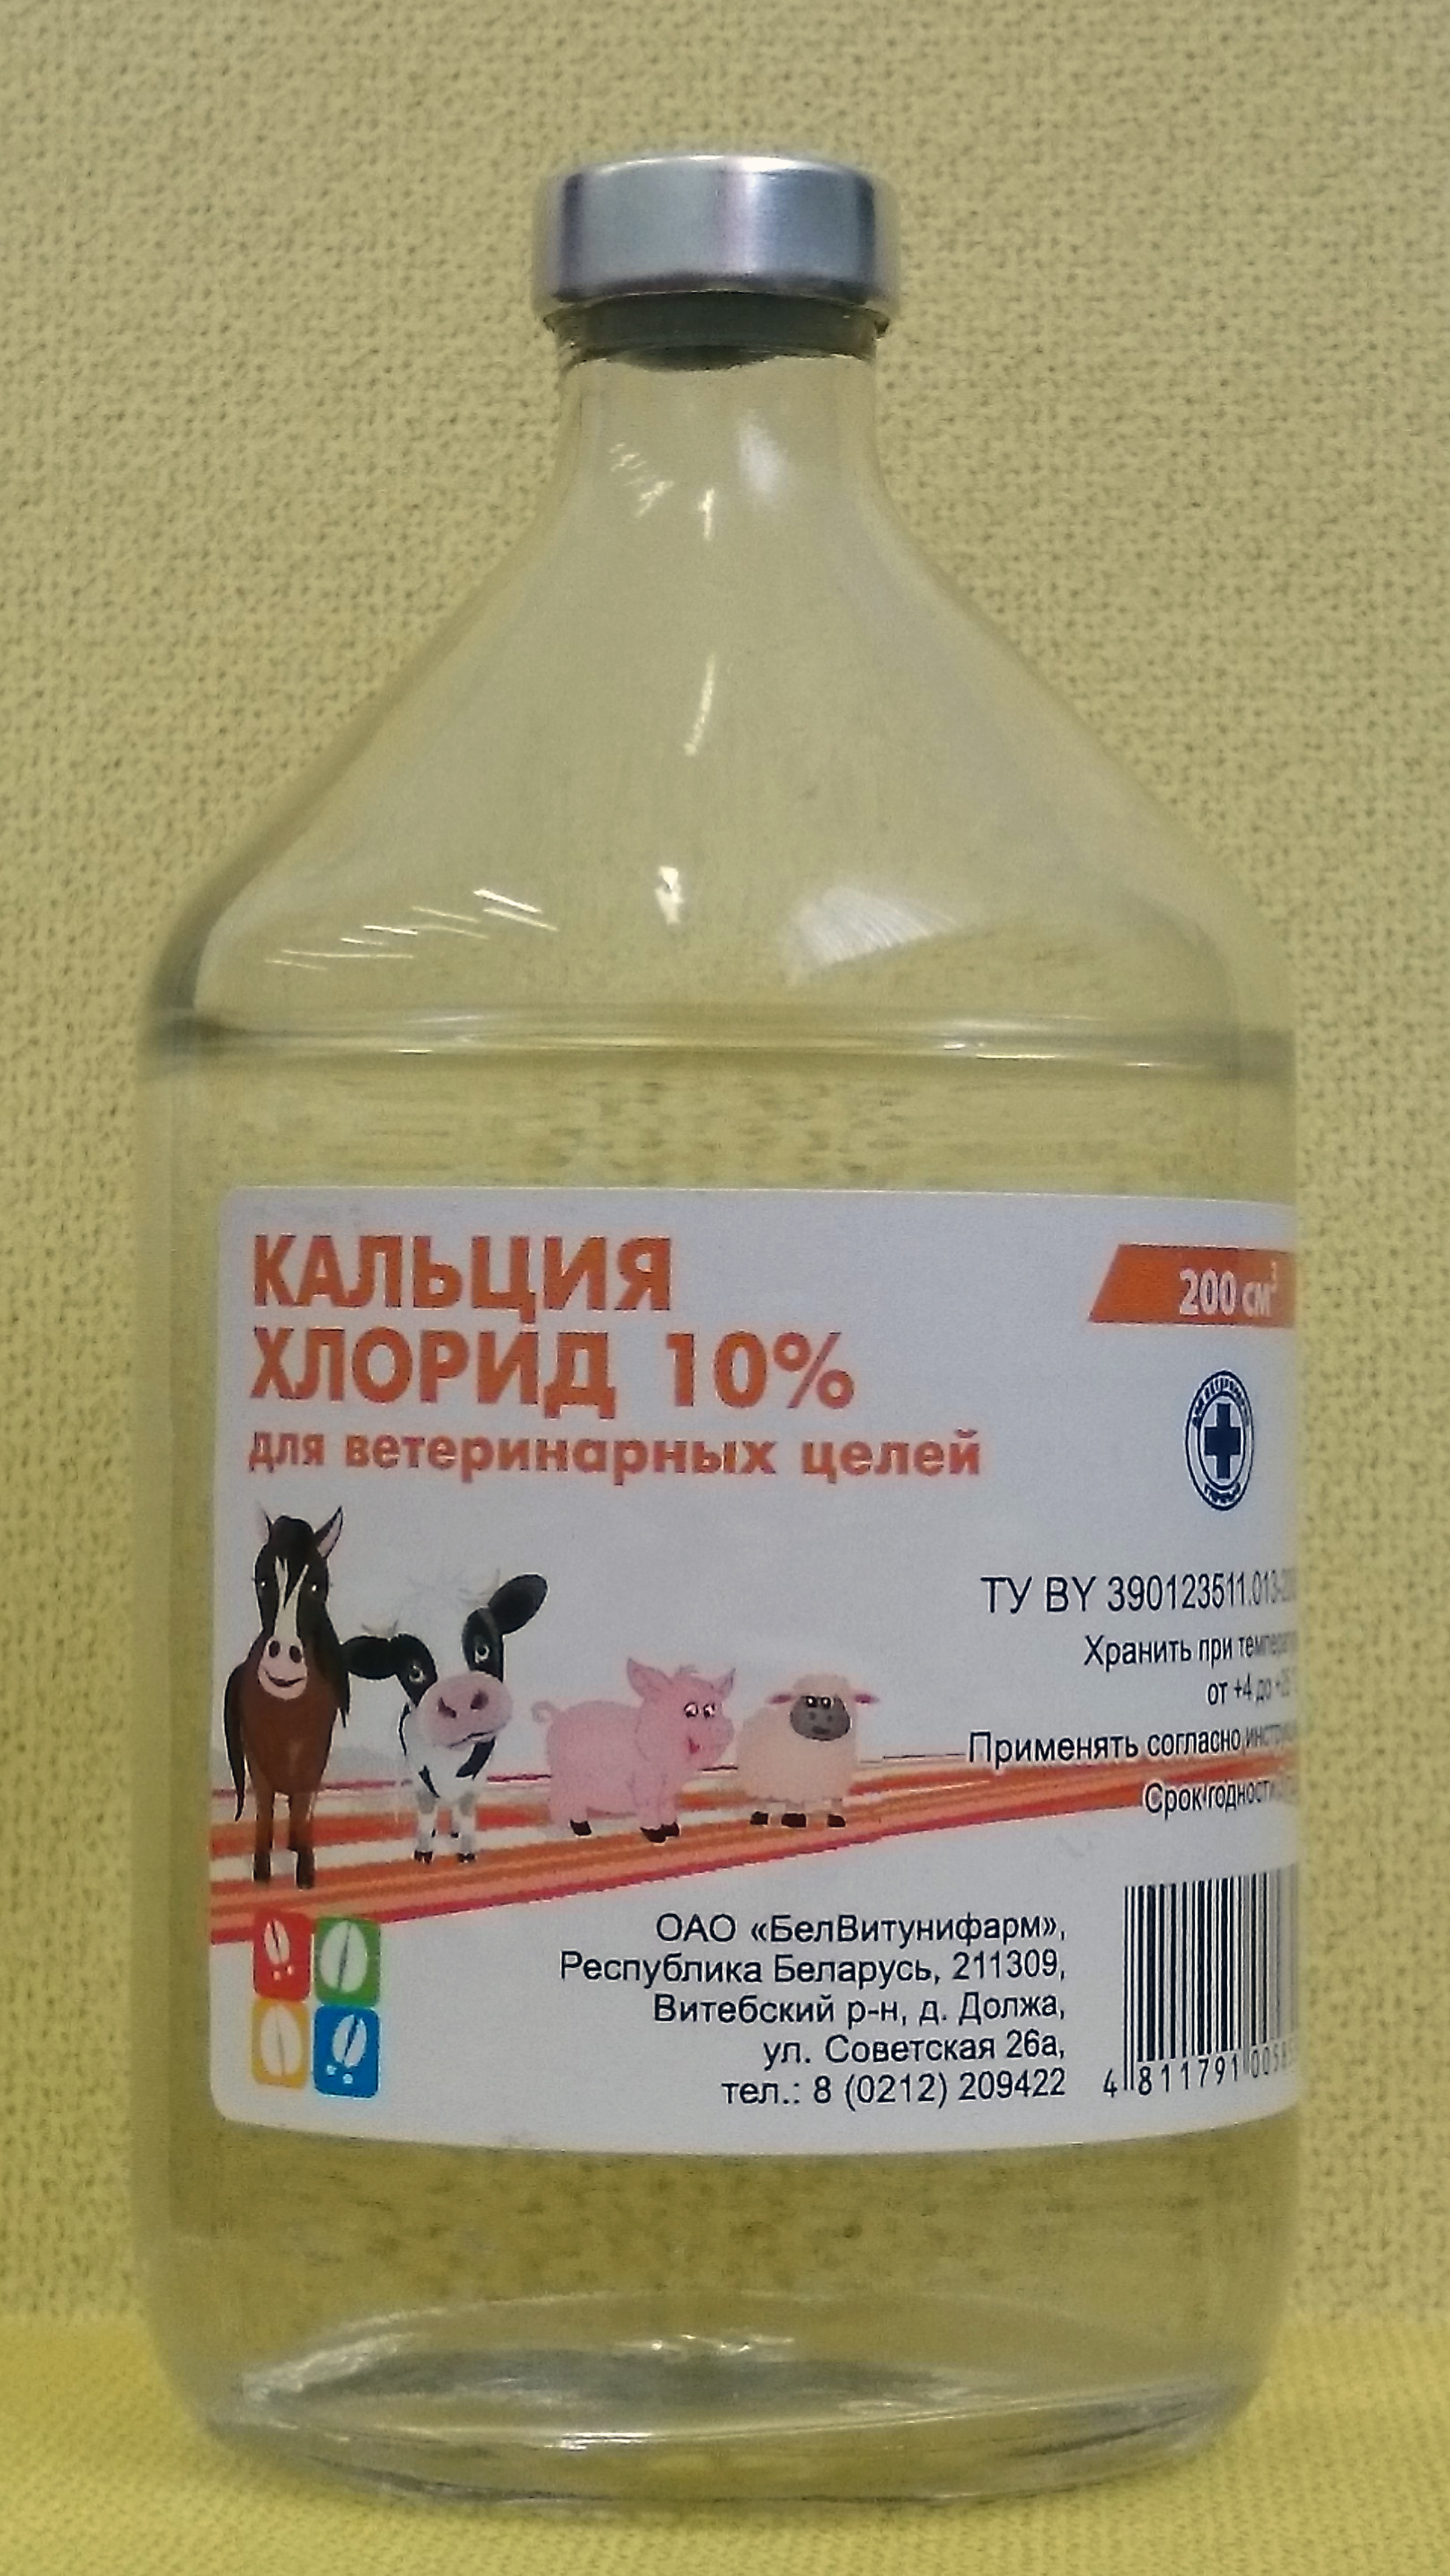 КАЛЬЦИЯ
ХЛОРИД 10%
для ветеринарных целей
200 см³
ТУ BY 390123511.013-
Хранить при
от +4 до
Применять согласно
Срок годности
ОАО «БелВитунифарм»,
Республика Беларусь, 211309,
Витебский р-н, д. Должа,
ул. Советская 26а,
тел.: 8 (0212) 209422
4 811791 005